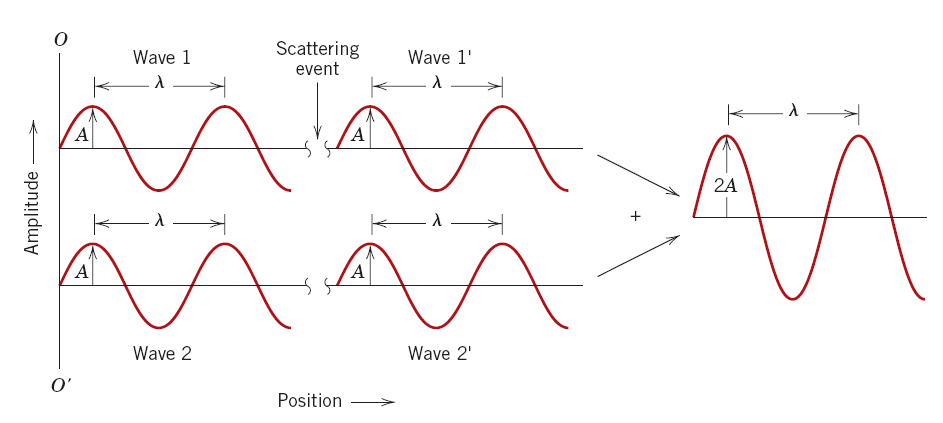 O
Wave 1
Scattering
event
Wave 1'
λ
λ
λ
A
A
2A
Amplitude
+
λ
λ
A
A
Wave 2
Wave 2'
O'
Position